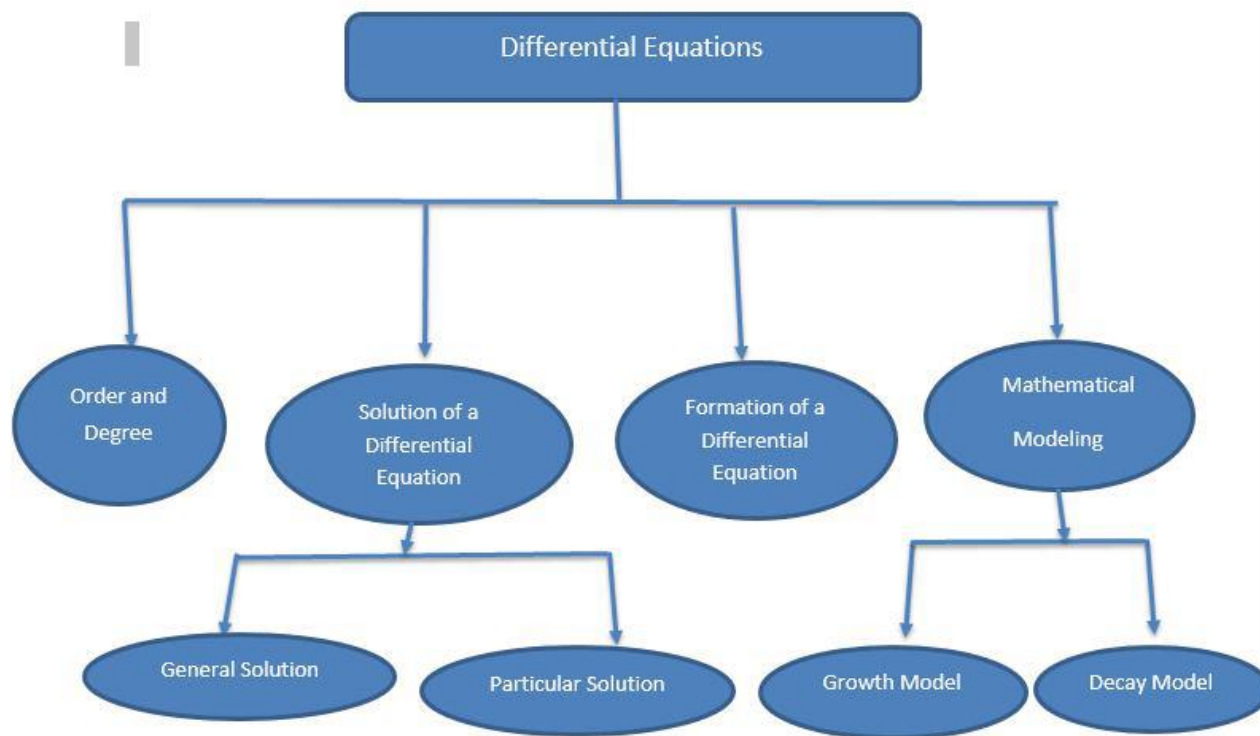 Differential Equations
Order and
Degree
Solution of a
Differential
Equation
Formation of a
Differential
Equation
Mathematical
Modeling
General Solution
Particular Solution
Growth Model
Decay Model